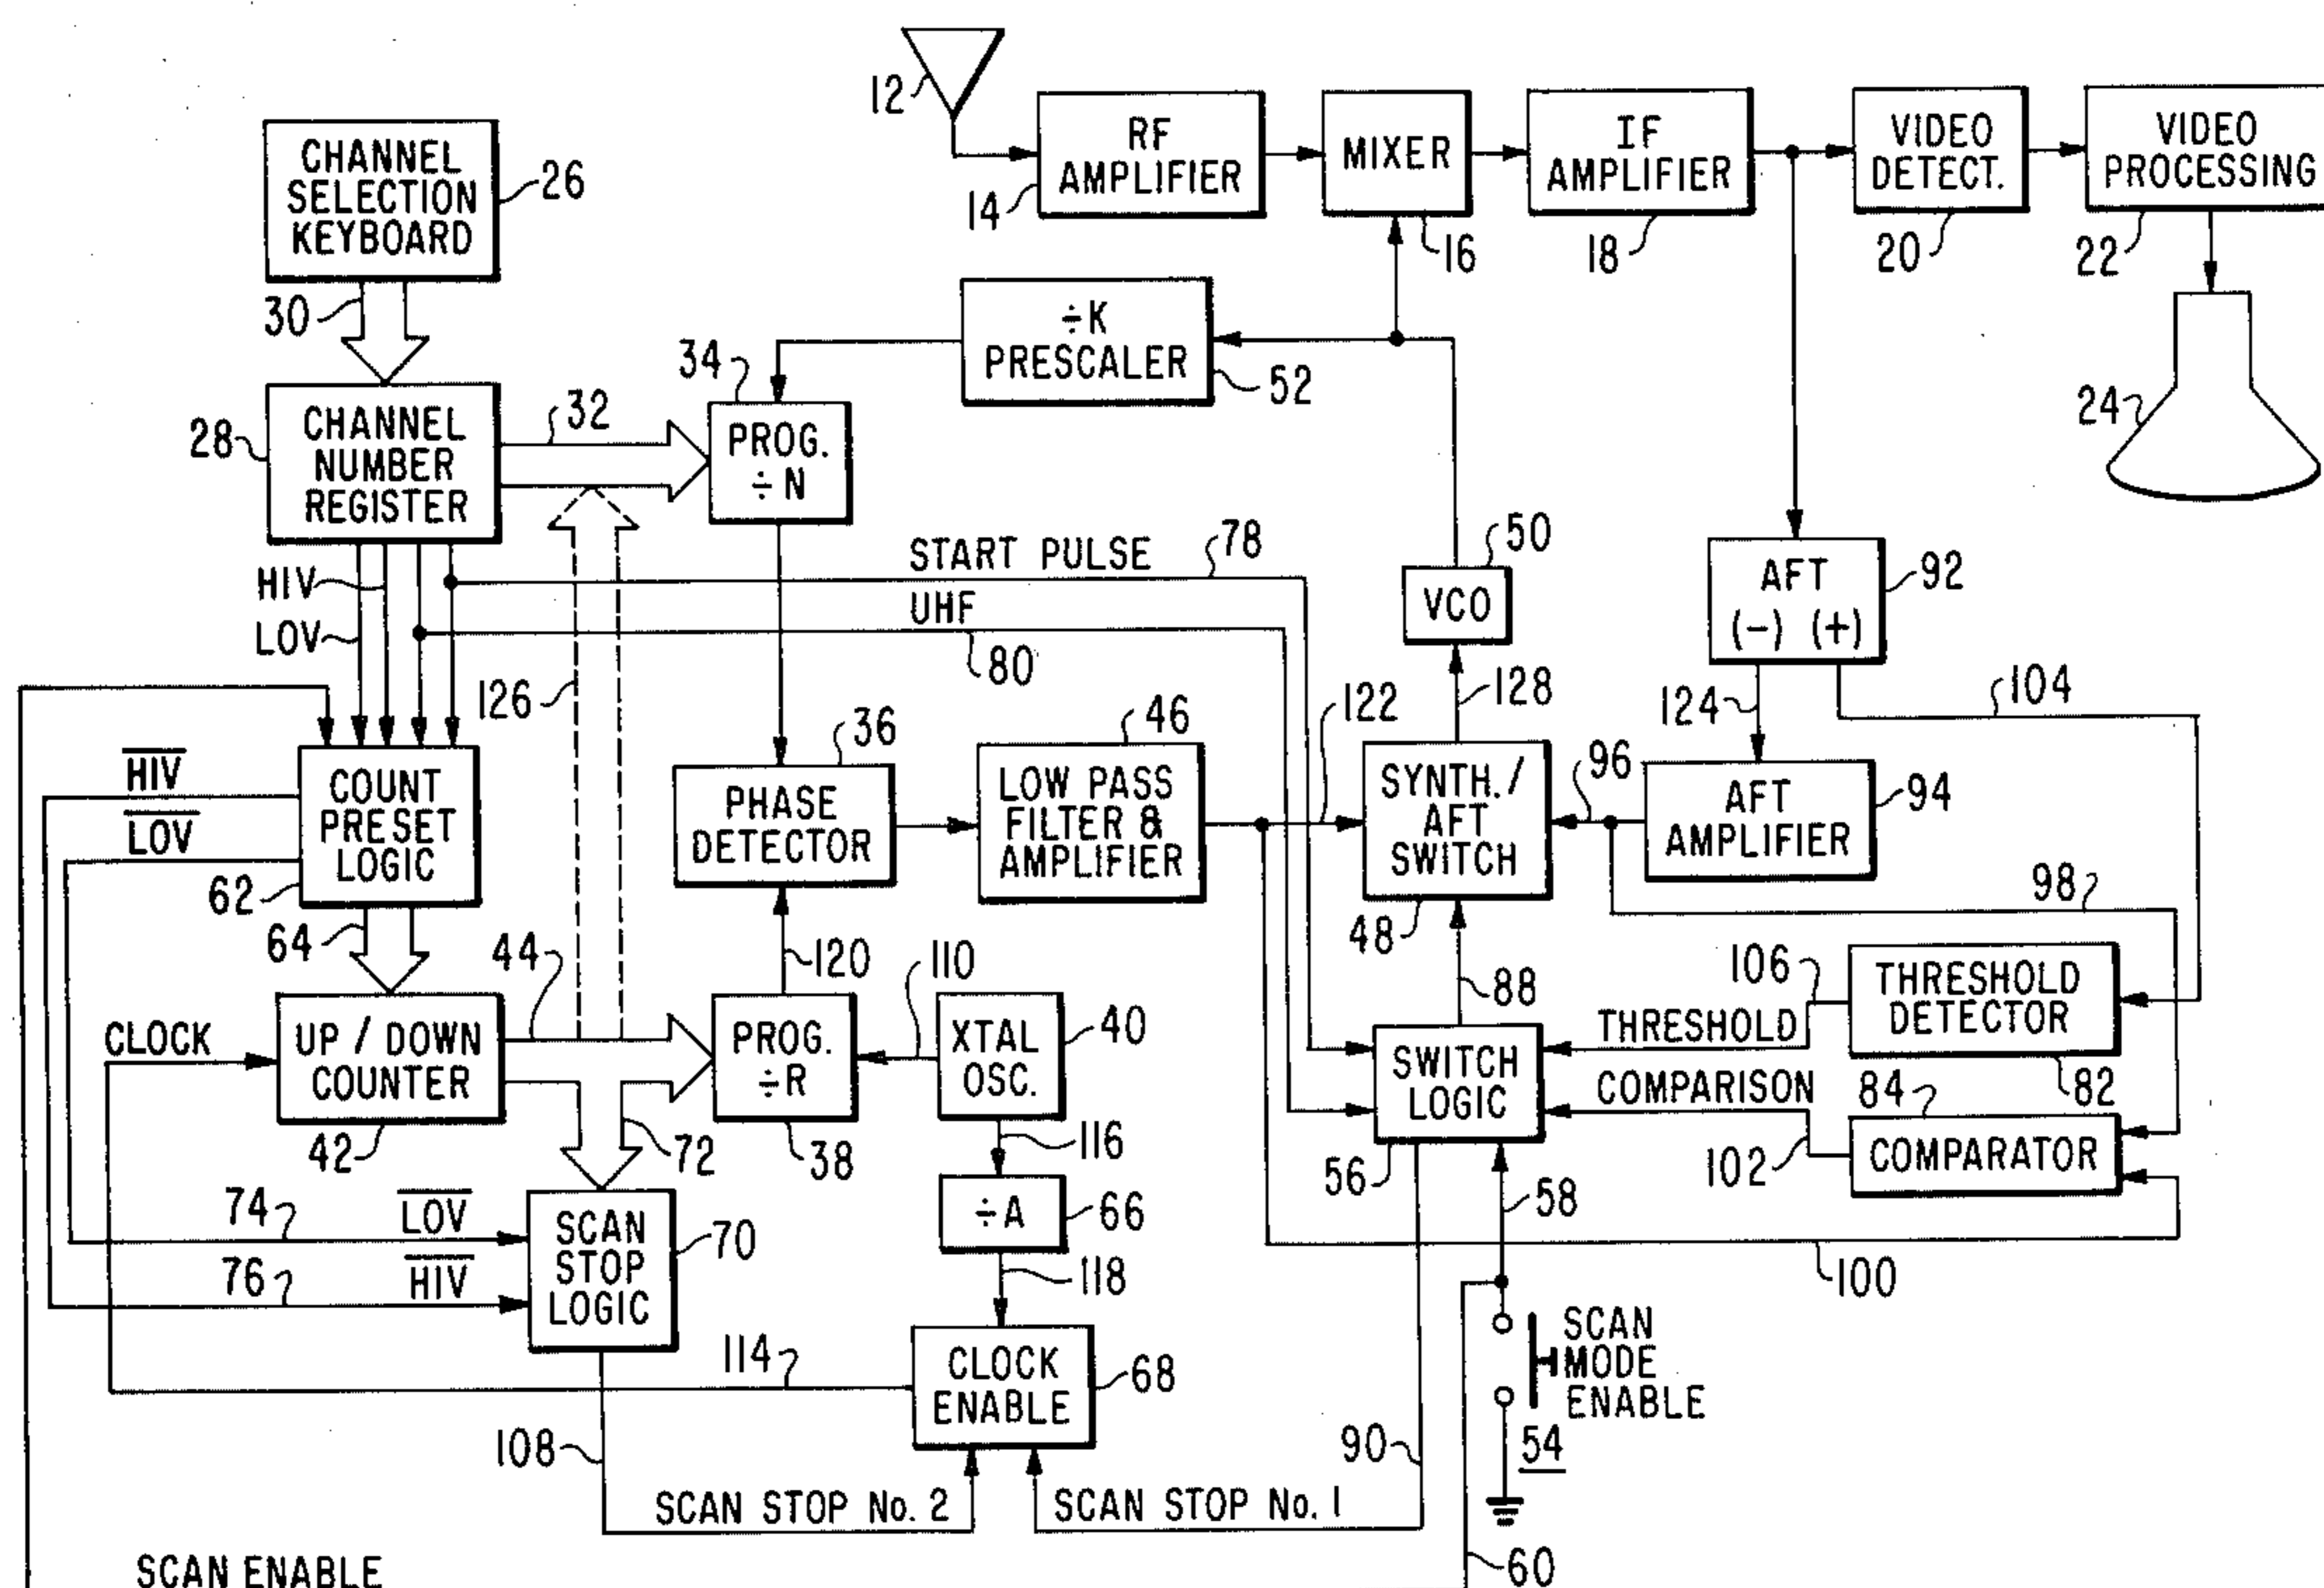 12
RF
AMPLIFIER
14
MIXER
16
IF
AMPLIFIER
18
VIDEO
DETECT.
20
VIDEO
PROCESSING
22
24
CHANNEL
SELECTION
KEYBOARD
26
30
÷K
PRESCALER
52
34
CHANNEL
NUMBER
REGISTER
28
32
PROG.
÷N
HIV
LOV
START PULSE
78
UHF
80
50
VCO
AFT
(-) (+)
92
126
128
122
124
104
HIV
LOV
COUNT
PRESET
LOGIC
62
64
36
PHASE
DETECTOR
46
LOW PASS
FILTER &
AMPLIFIER
SYNTH./
AFT
SWITCH
48
96
AFT
AMPLIFIER
94
98
44
120
110
88
106
THRESHOLD
DETECTOR
82
CLOCK
UP / DOWN
COUNTER
42
PROG.
÷R
38
XTAL
OSC.
40
SWITCH
LOGIC
56
THRESHOLD
COMPARISON
84
COMPARATOR
102
72
116
÷A
66
58
100
74
LOV
76
HIV
SCAN
STOP
LOGIC
70
118
114
CLOCK
ENABLE
68
SCAN
MODE
ENABLE
54
108
SCAN STOP No. 2
SCAN STOP No. 1
90
60
SCAN ENABLE